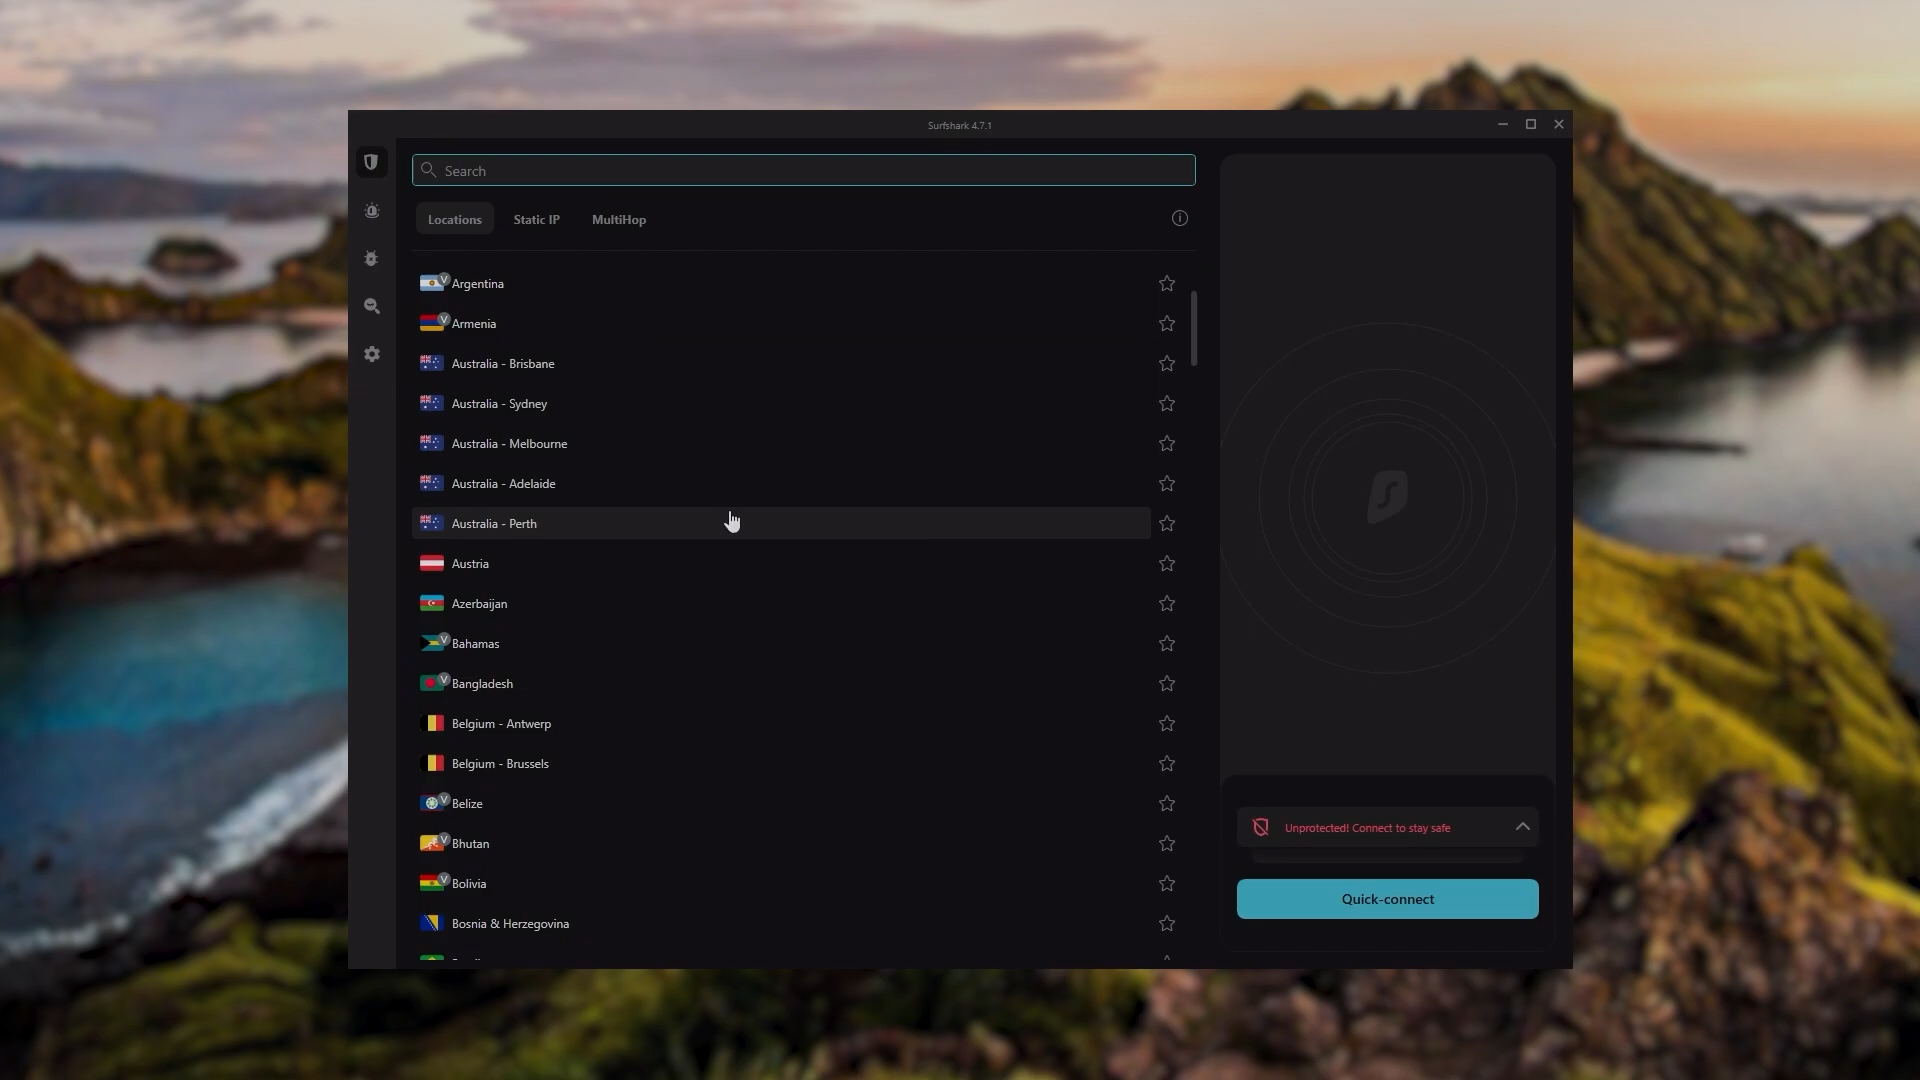 Surfshark 4.7.1
Search
Locations
Static IP
MultiHop
V Argentina
V Armenia
Australia - Brisbane
Australia - Sydney
Australia - Melbourne
Australia - Adelaide
Australia - Perth
Austria
Azerbaijan
V Bahamas
V Bangladesh
Belgium - Antwerp
Belgium - Brussels
V Belize
V Bhutan
V Bolivia
Bosnia & Herzegovina
Unprotected! Connect to stay safe
Quick-connect